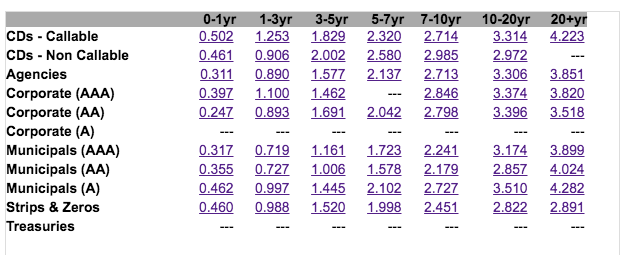 0-1yr 1-3yr 3-5yr 5-7yr 7-10yr 10-20yr 20+yr
CDs - Callable 0.502 1.253 1.829 2.320 2.714 3.314 4.223
CDs - Non Callable 0.461 0.906 2.002 2.580 2.985 2.972 ---
Agencies 0.311 0.890 1.577 2.137 2.713 3.306 3.851
Corporate (AAA) 0.397 1.100 1.462 --- 2.846 3.374 3.820
Corporate (AA) 0.247 0.893 1.691 2.042 2.798 3.396 3.518
Corporate (A) --- --- --- --- --- --- ---
Municipals (AAA) 0.317 0.719 1.161 1.723 2.241 3.174 3.899
Municipals (AA) 0.355 0.727 1.006 1.578 2.179 2.857 4.024
Municipals (A) 0.462 0.997 1.445 2.102 2.727 3.510 4.282
Strips & Zeros 0.460 0.988 1.520 1.998 2.451 2.822 2.891
Treasuries --- --- --- --- --- --- ---